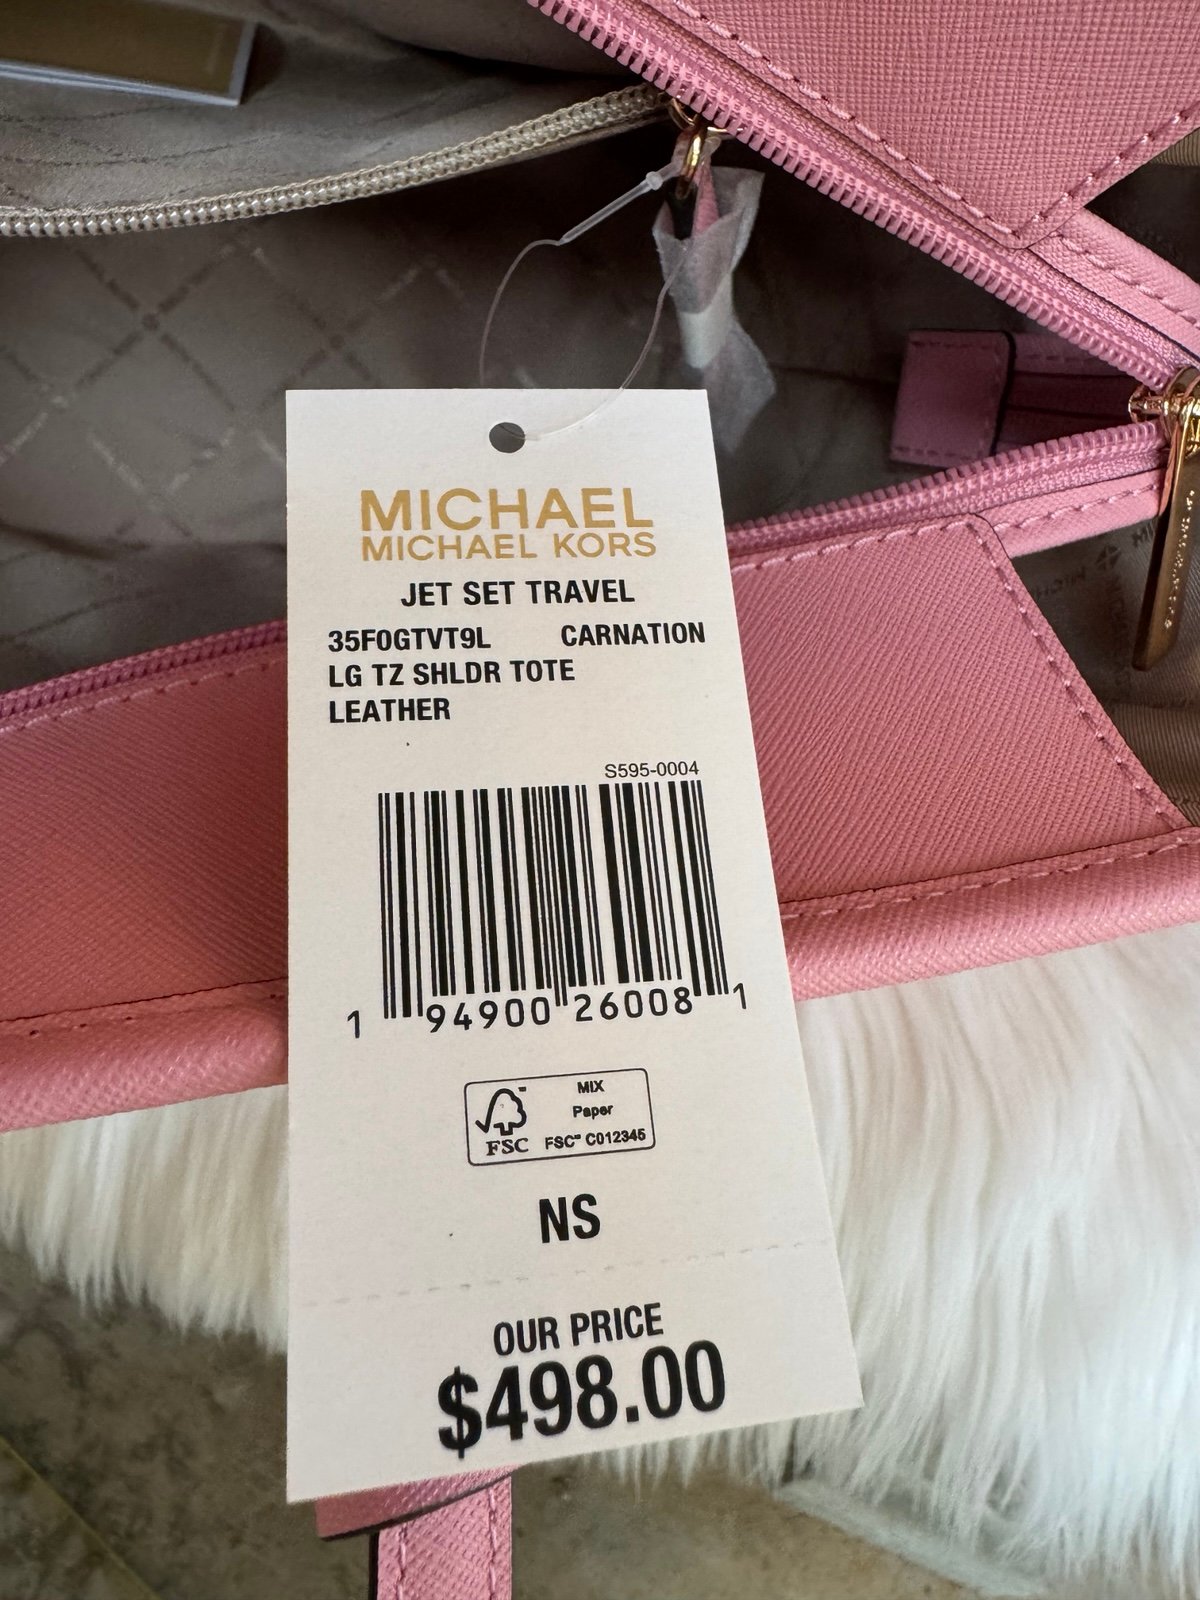 MICHAEL
MICHAEL KORS
JET SET TRAVEL
35F0GTVT9L CARNATION
LG TZ SHLDR TOTE
LEATHER
S595-0004
1 94900 26008 1
MIX
Paper
FSC™ C012345
FSC
NS
OUR PRICE
$498.00